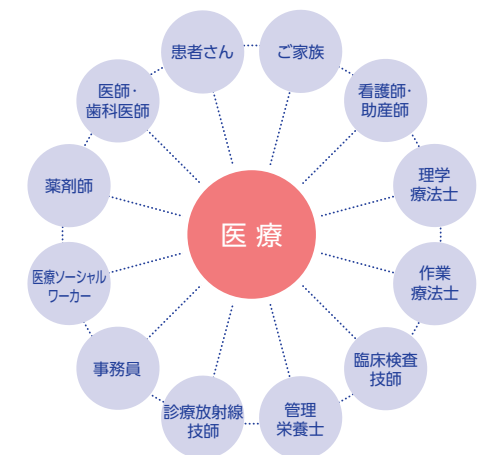 患者さん
ご家族
看護師・
助産師
理学
療法士
作業
療法士
臨床検査
技師
管理
栄養士
診療放射線
技師
事務員
医療ソーシャル
ワーカー
薬剤師
医師・
歯科医師
医療